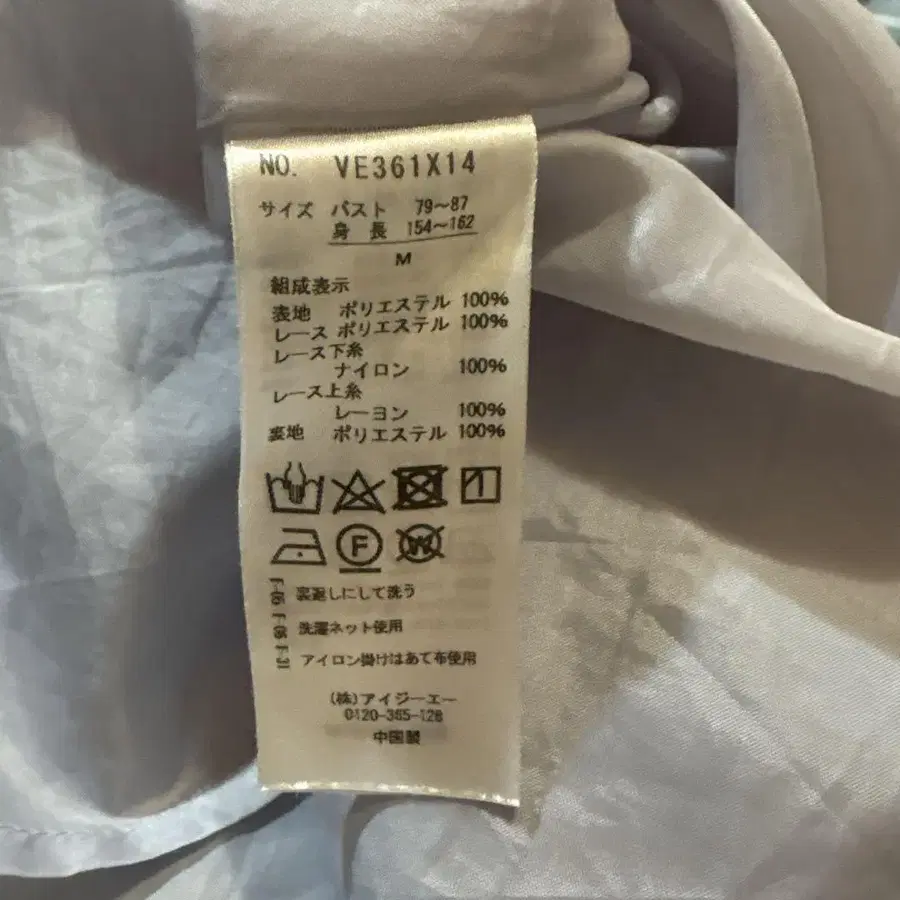 NO. VE361X14
サイズ バスト 79~87
身長 154~162
M
組成表示
表地 ポリエステル 100%
レース ポリエステル 100%
レース下糸
ナイロン 100%
レース上糸
レーヨン 100%
裏地 ポリエステル 100%
F
W
裏返しにして洗う
洗濯ネット使用
アイロン掛けはあて布使用
F-05 F-06 F-31
(株)アイジーエー
0120-365-128
中国製